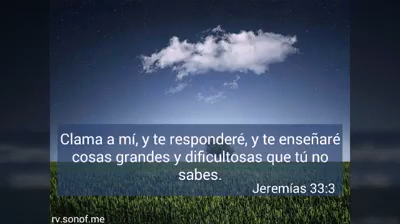 Clama a mí, y te responderé, y te enseñaré
cosas grandes y dificultosas que tú no
sabes.
Jeremías 33:3
rv.sonof.me